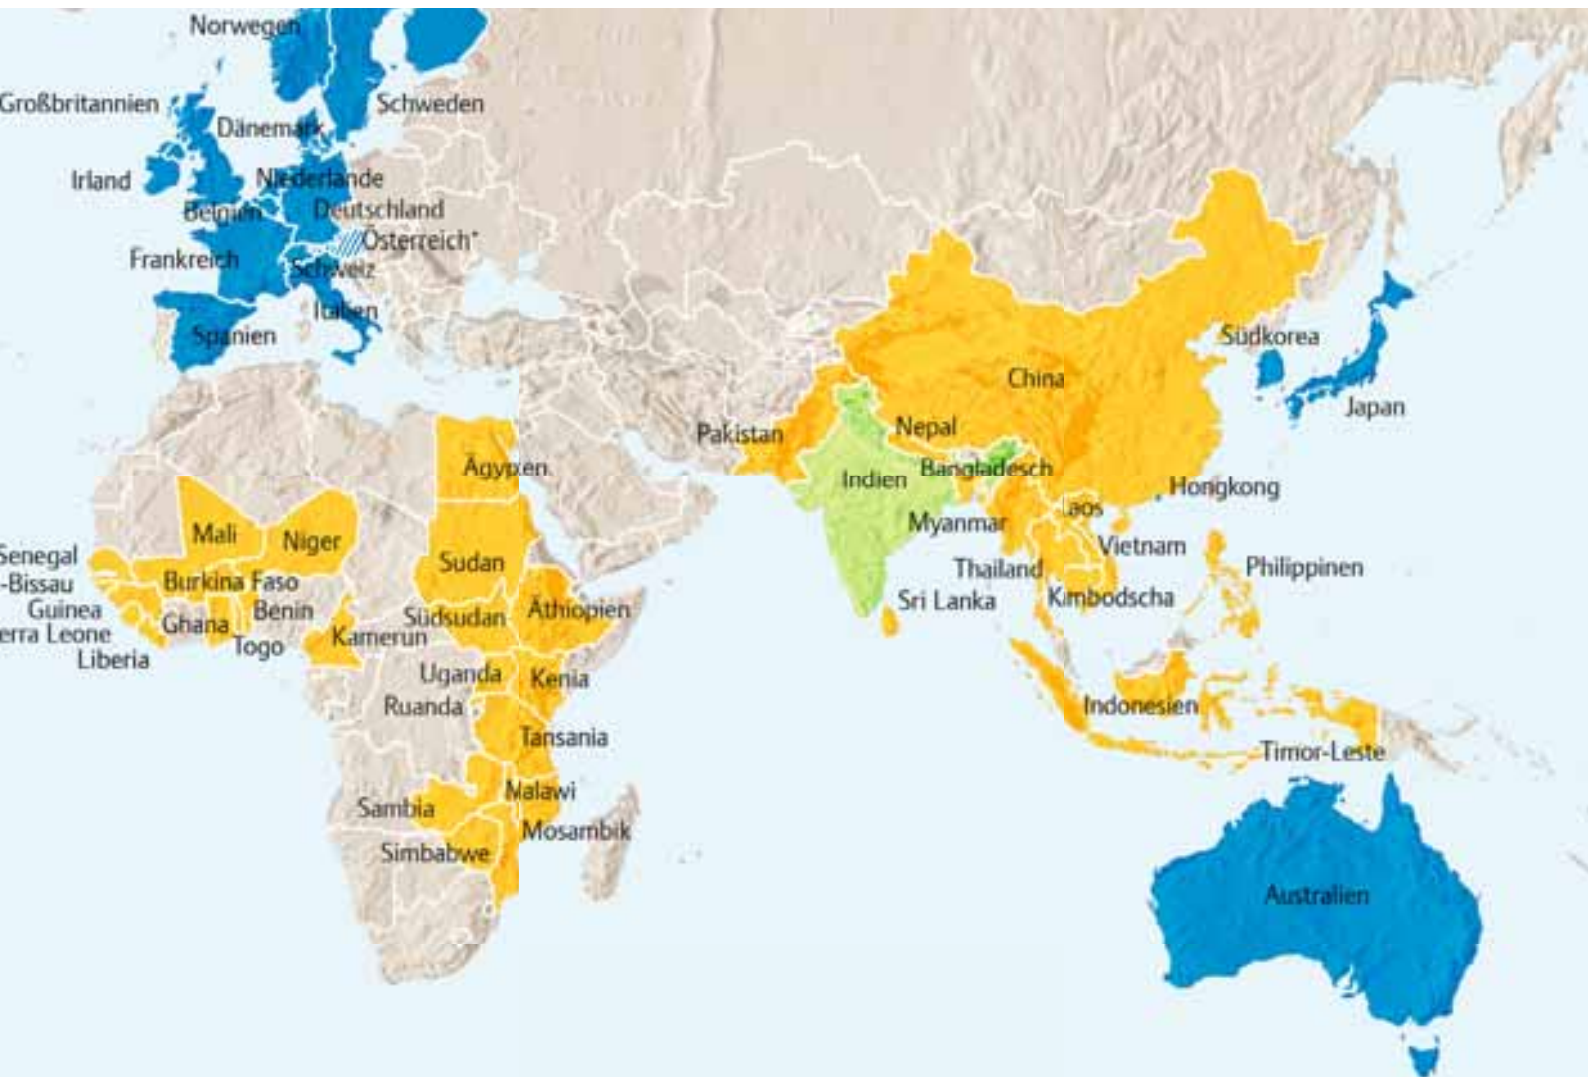 Norwegen
Großbritannien
Schweden
Dänemark
Irland
Niederlande
Belgien
Deutschland
Österreich*
Frankreich
Schweiz
Italien
Spanien
Südkorea
China
Japan
Pakistan
Nepal
Ägypten
Bangladesch
Indien
Hongkong
Laos
Myanmar
Mali
Niger
Vietnam
Senegal
Sudan
Thailand
Philippinen
-Bissau
Burkina Faso
Kambodscha
Sri Lanka
Guinea
Benin
Südsudan
Äthiopien
Ghana
erra Leone
Kamerun
Togo
Liberia
Uganda
Kenia
Ruanda
Indonesien
Tansania
Timor-Leste
Malawi
Sambia
Mosambik
Simbabwe
Australien